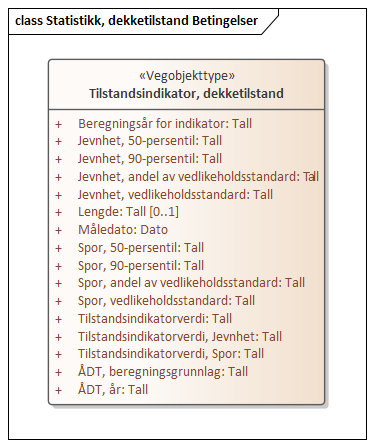 class Statistikk, dekketilstand Betingelser
«Vegobjekttype»
Tilstandsindikator, dekketilstand
+ Beregningsår for indikator: Tall
+ Jevnhet, 50-persentil: Tall
+ Jevnhet, 90-persentil: Tall
+ Jevnhet, andel av vedlikeholdsstandard: Tall
+ Jevnhet, vedlikeholdsstandard: Tall
+ Lengde: Tall [0..1]
+ Måledato: Dato
+ Spor, 50-persentil: Tall
+ Spor, 90-persentil: Tall
+ Spor, andel av vedlikeholdsstandard: Tall
+ Spor, vedlikeholdsstandard: Tall
+ Tilstandsindikatorverdi: Tall
+ Tilstandsindikatorverdi, Jevnhet: Tall
+ Tilstandsindikatorverdi, Spor: Tall
+ ÅDT, beregningsgrunnlag: Tall
+ ÅDT, år: Tall